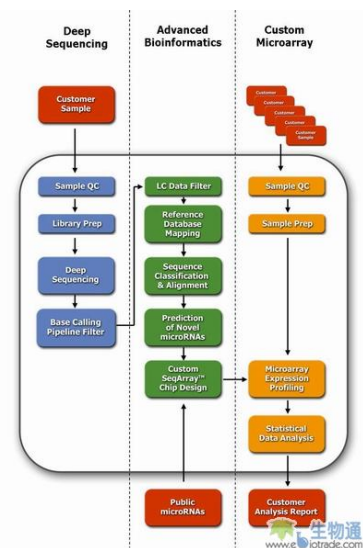 Deep
Sequencing
Advanced
Bioinformatics
Custom
Microarray
Customer
Sample
Customer
Customer
Customer
Customer
Customer
Sample
Sample QC
Library Prep
Deep
Sequencing
Base Calling
Pipeline Filter
LC Data Filter
Reference
Database
Mapping
Sequence
Classification
& Alignment
Prediction
of Novel
microRNAs
Custom
SeqArray™
Chip Design
Sample QC
Sample Prep
Microarray
Expression
Profiling
Statistical
Data Analysis
Public
microRNAs
Customer
Analysis Report
生物通
www.ebiotrade.com